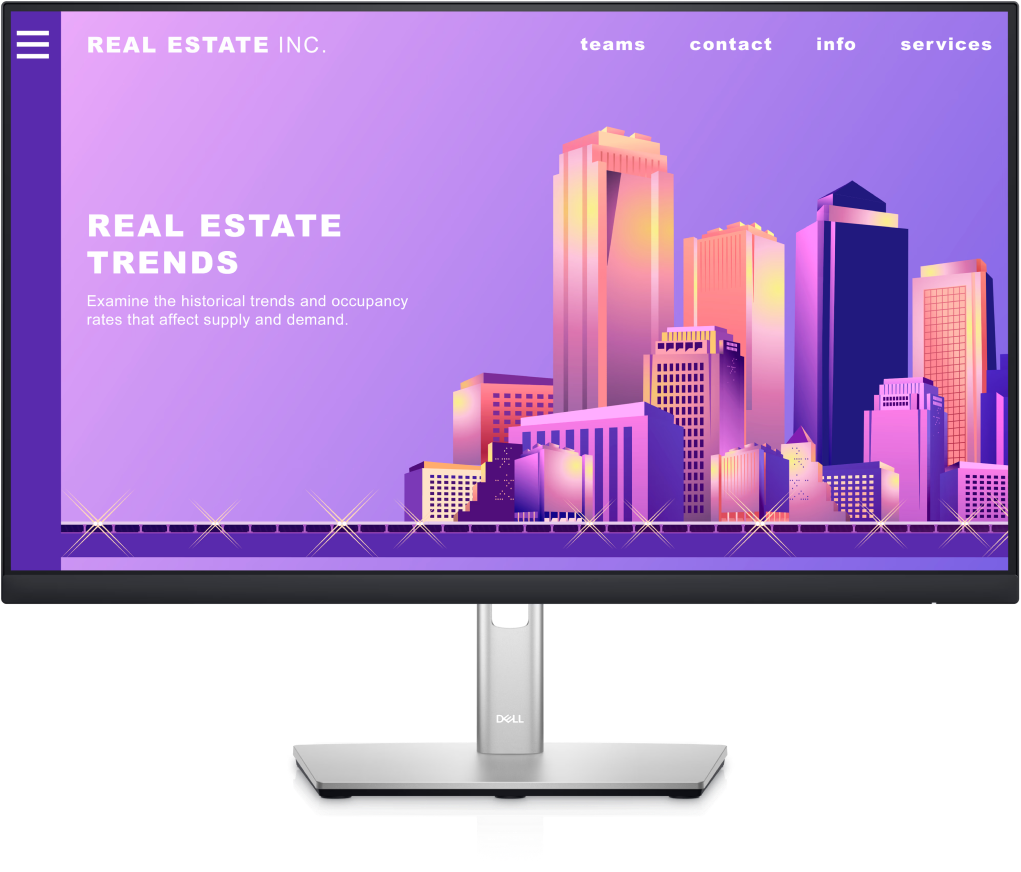 REAL ESTATE INC.
teams contact info services
REAL ESTATE
TRENDS
Examine the historical trends and occupancy
rates that affect supply and demand.
DELL